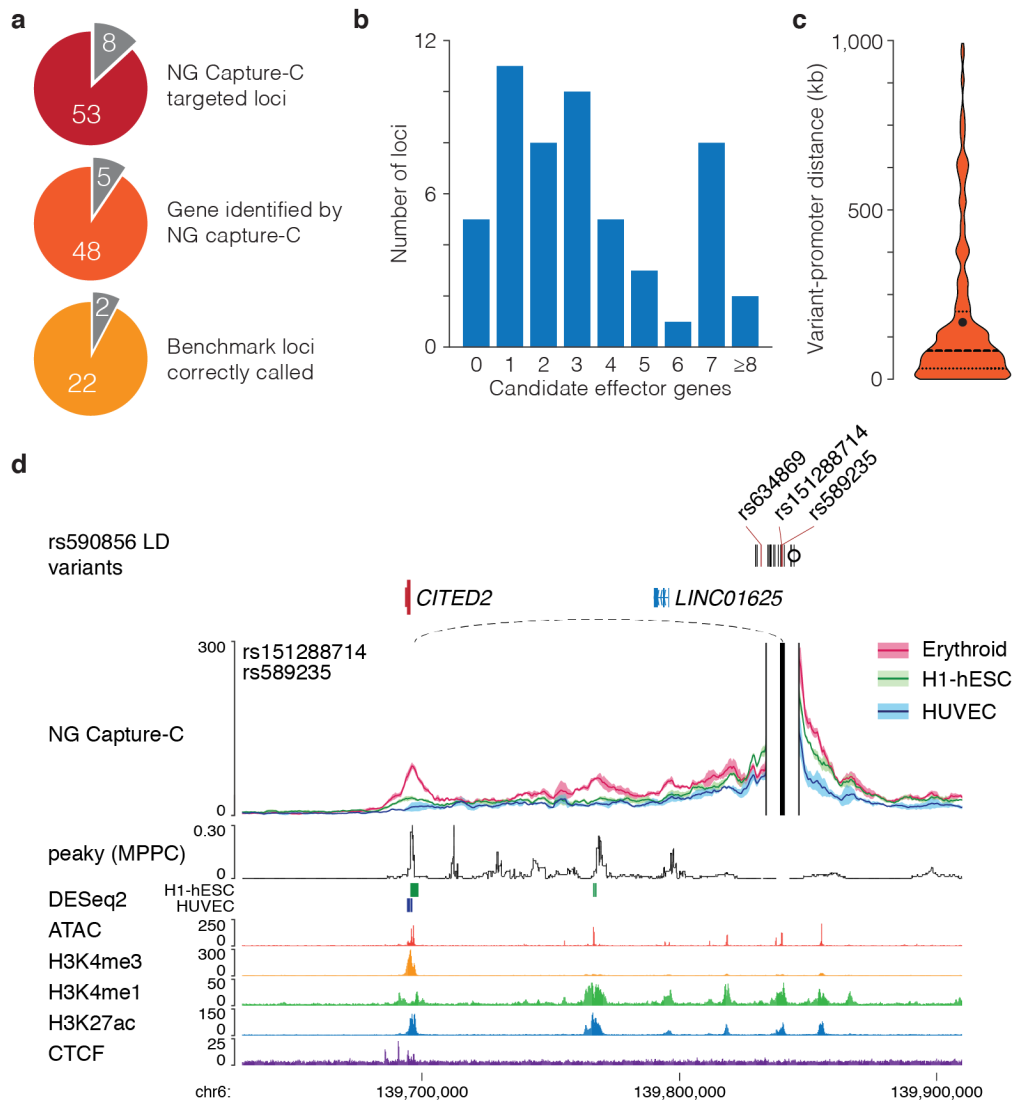 a
8
53
NG Capture-C
targeted loci
5
48
Gene identified by
NG capture-C
2
22
Benchmark loci
correctly called
b
12
6
0
Number of loci
0 1 2 3 4 5 6 7 ≥8
Candidate effector genes
c
1,000
500
0
Variant-promoter distance (kb)
d
rs634869
rs151288714
rs589235
rs590856 LD
variants
CITED2
LINC01625
300
0
rs151288714
rs589235
NG Capture-C
Erythroid
H1-hESC
HUVEC
0.30
0
peaky (MPPC)
DESeq2
H1-hESC
HUVEC
ATAC
250
0
H3K4me3
300
0
H3K4me1
50
0
H3K27ac
150
0
CTCF
25
0
chr6:
139,700,000
139,800,000
139,900,000